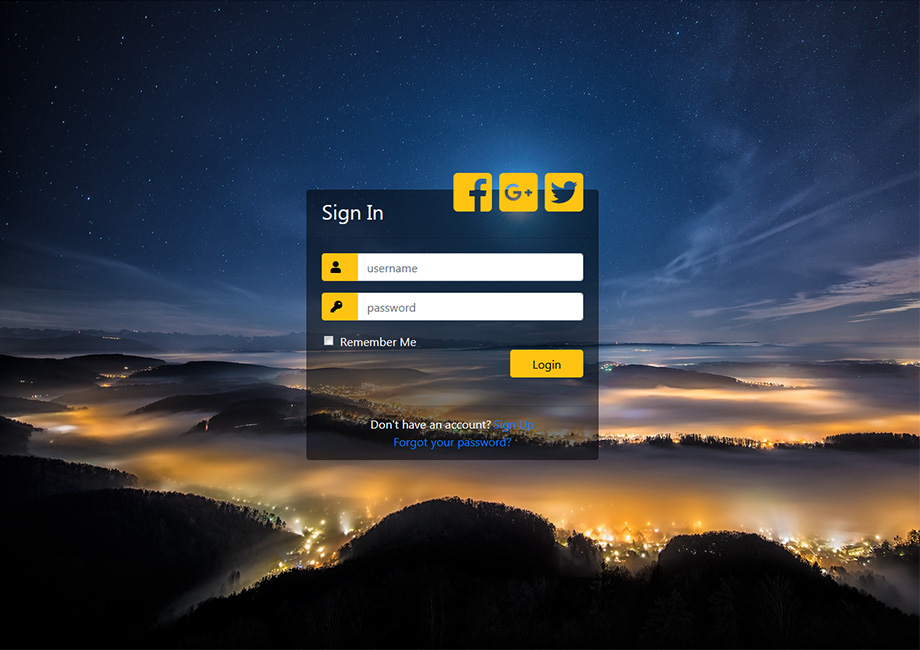 Sign In
G+
username
password
Remember Me
Login
Don't have an account? Sign Up
Forgot your password?